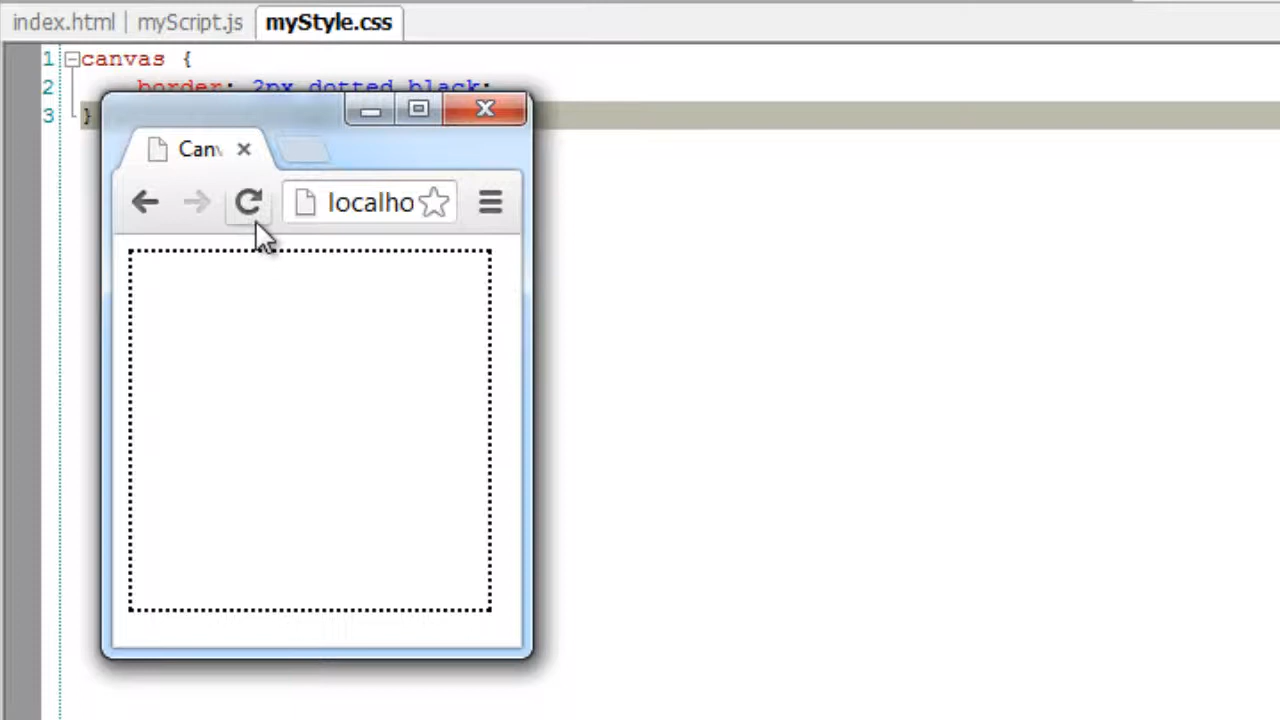 index.html myScript.js myStyle.css
1 canvas {
2 border: 2px dotted black;
3 }
Canv
localho